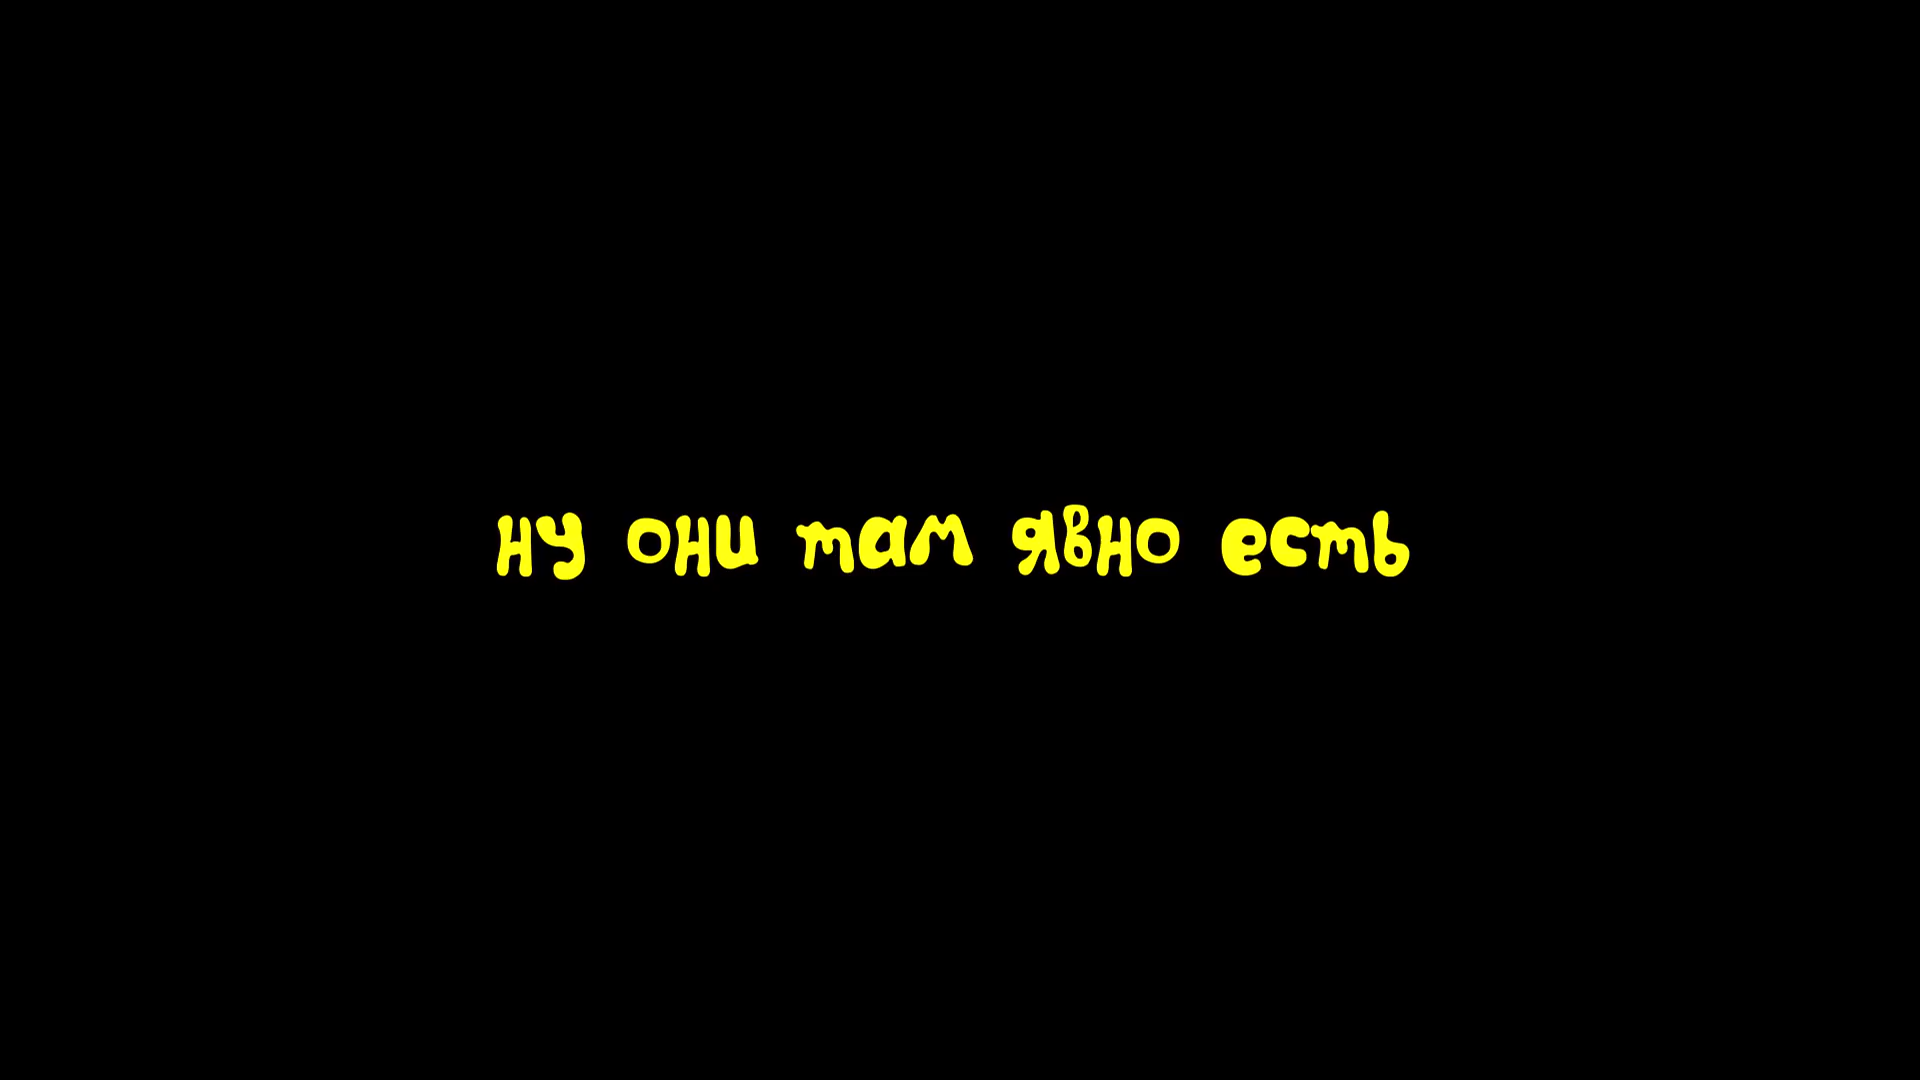 ну они там явно есть